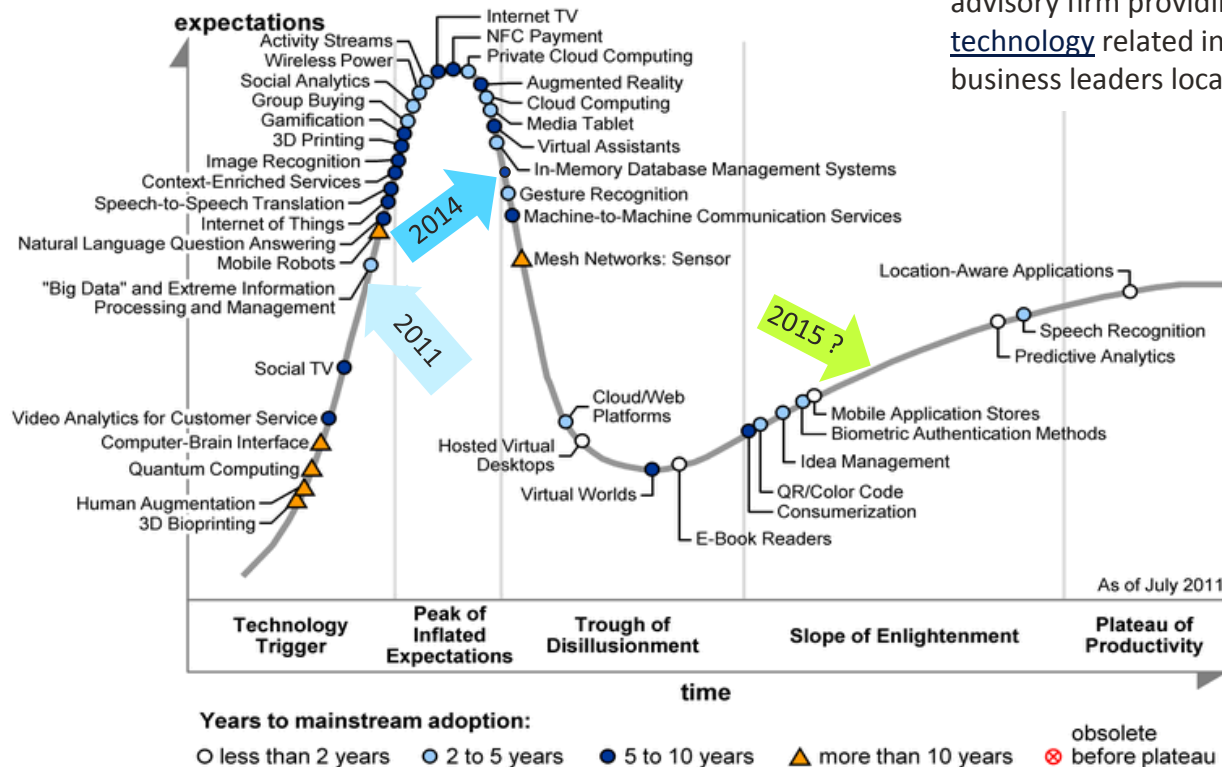 advisory firm providi
technology related in
business leaders loca
expectations
Internet TV
NFC Payment
Private Cloud Computing
Activity Streams
Wireless Power
Social Analytics
Group Buying
Gamification
3D Printing
Image Recognition
Context-Enriched Services
Speech-to-Speech Translation
Internet of Things
Natural Language Question Answering
Mobile Robots
"Big Data" and Extreme Information
Processing and Management
Augmented Reality
Cloud Computing
Media Tablet
Virtual Assistants
In-Memory Database Management Systems
Gesture Recognition
Machine-to-Machine Communication Services
Mesh Networks: Sensor
2014
2011
2015 ?
Location-Aware Applications
Speech Recognition
Predictive Analytics
Social TV
Video Analytics for Customer Service
Computer-Brain Interface
Quantum Computing
Human Augmentation
3D Bioprinting
Cloud/Web
Platforms
Hosted Virtual
Desktops
Virtual Worlds
E-Book Readers
Mobile Application Stores
Biometric Authentication Methods
Idea Management
QR/Color Code
Consumerization
As of July 2011
Technology
Trigger
Peak of
Inflated
Expectations
Trough of
Disillusionment
Slope of Enlightenment
Plateau of
Productivity
time
Years to mainstream adoption:
less than 2 years
2 to 5 years
5 to 10 years
more than 10 years
obsolete
before plateau